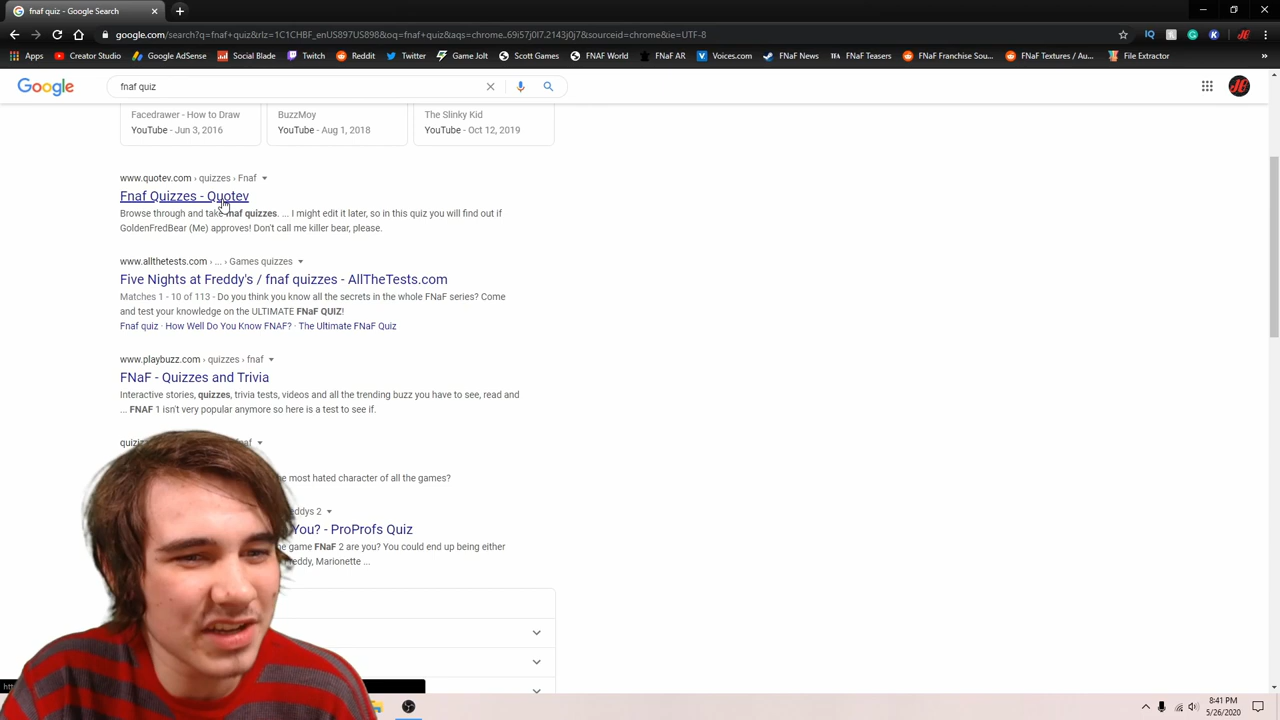 fnaf quiz - Google Search
google.com/search?q=fnaf+quiz&rlz=1C1CHBF_enUS897US898&oq=fnaf+quiz&aqs=chrome..69i57j0l7.2143j0j7&sourceid=chrome&ie=UTF-8
Apps Creator Studio Social Blade Twitch Reddit Game Jolt Scott Games FNAF World FNaF AR Voices.com FNaF News FNaF Teasers FNaF Franchise Sou... FNaF Textures / Au... File Extractor
Google fnaf quiz
Facedrawer - How to Draw BuzzMoy The Slinky Kid
YouTube - Jun 3, 2016 YouTube - Aug 1, 2018 YouTube - Oct 12, 2019
www.quotev.com › quizzes › Fnaf
Fnaf Quizzes - Quotev
Browse through and take fnaf quizzes. ... I might edit it later, so in this quiz you will find out if
GoldenFredBear (Me) approves! Don't call me killer bear, please.
www.allthetests.com › ... › Games quizzes
Five Nights at Freddy's / fnaf quizzes - AllTheTests.com
Matches 1 - 10 of 113 - Do you think you know all the secrets in the whole FNaF series? Come
and test your knowledge on the ULTIMATE FNaF QUIZ!
Fnaf quiz · How Well Do You Know FNAF? · The Ultimate FNaF Quiz
www.playbuzz.com › quizzes › fnaf
FNaF - Quizzes and Trivia
Interactive stories, quizzes, trivia tests, videos and all the trending buzz you have to see, read and
... FNAF 1 isn't very popular anymore so here is a test to see if.
most hated character of all the games?
2
You? - ProProfs Quiz
game FNaF 2 are you? You could end up being either
Marionette ...
8:41 PM
5/26/2020